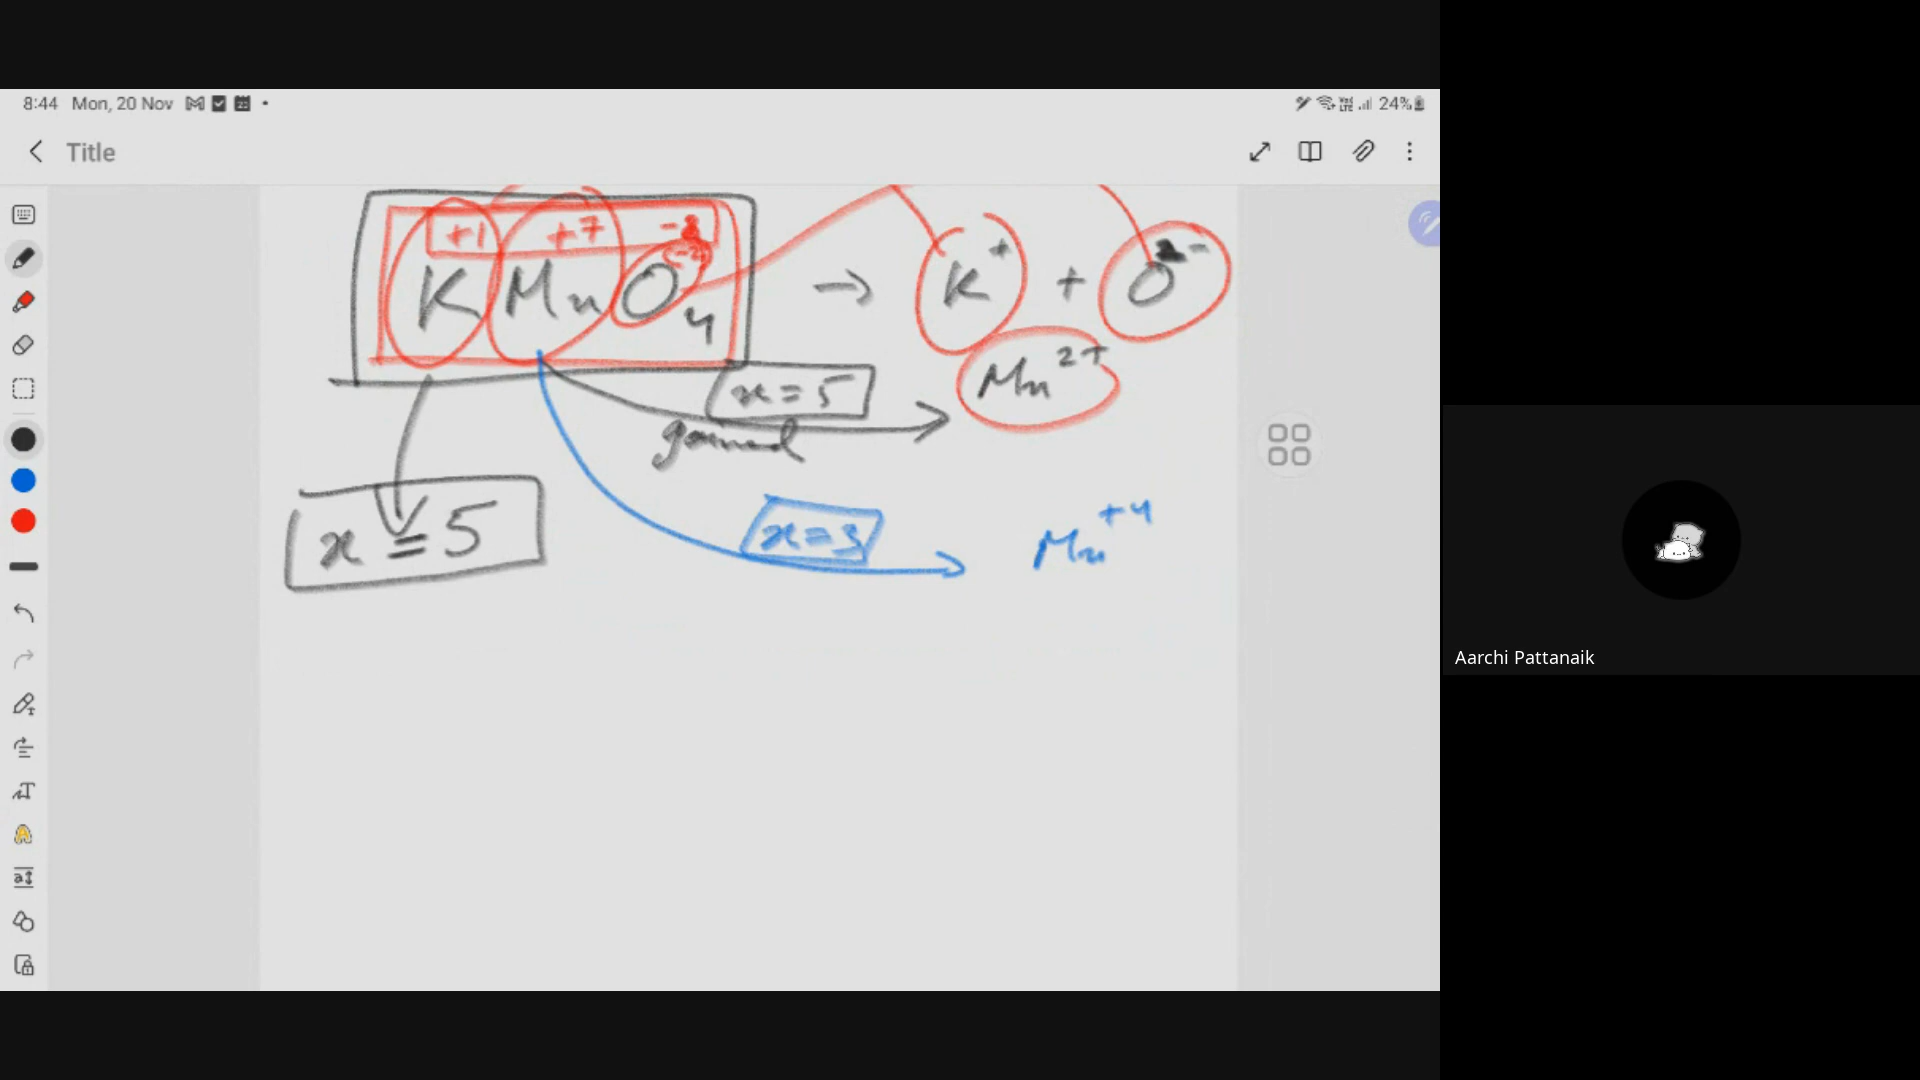 8:44 Mon, 20 Nov
24%
Title
+1 +7 -2
KMnO4 → K+ + O2-
Mn2+
x=5
gained
x=5
x=3
Mn+4
Aarchi Pattanaik